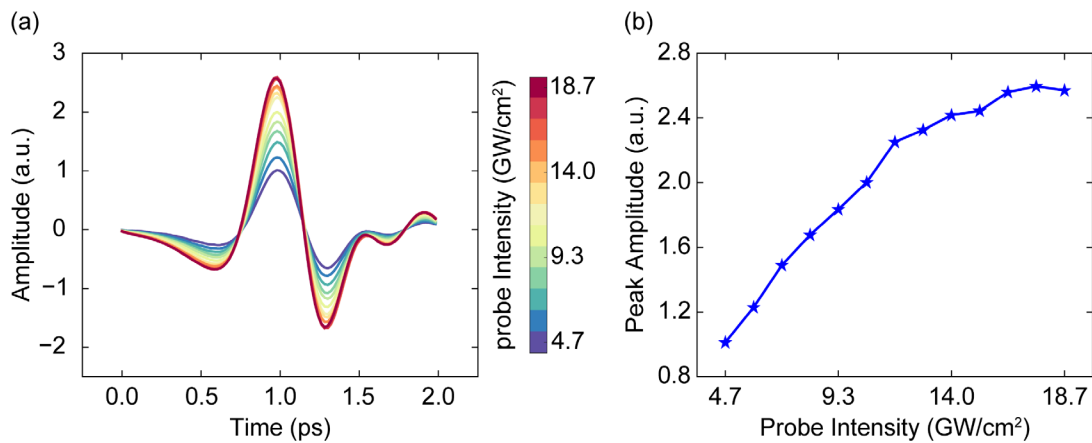 (a)
3
2
1
0
−1
−2
Amplitude (a.u.)
0.0 0.5 1.0 1.5 2.0
Time (ps)
18.7
14.0
9.3
4.7
probe Intensity (GW/cm²)
(b)
2.8
2.4
2.0
1.6
1.2
0.8
Peak Amplitude (a.u.)
4.7 9.3 14.0 18.7
Probe Intensity (GW/cm²)